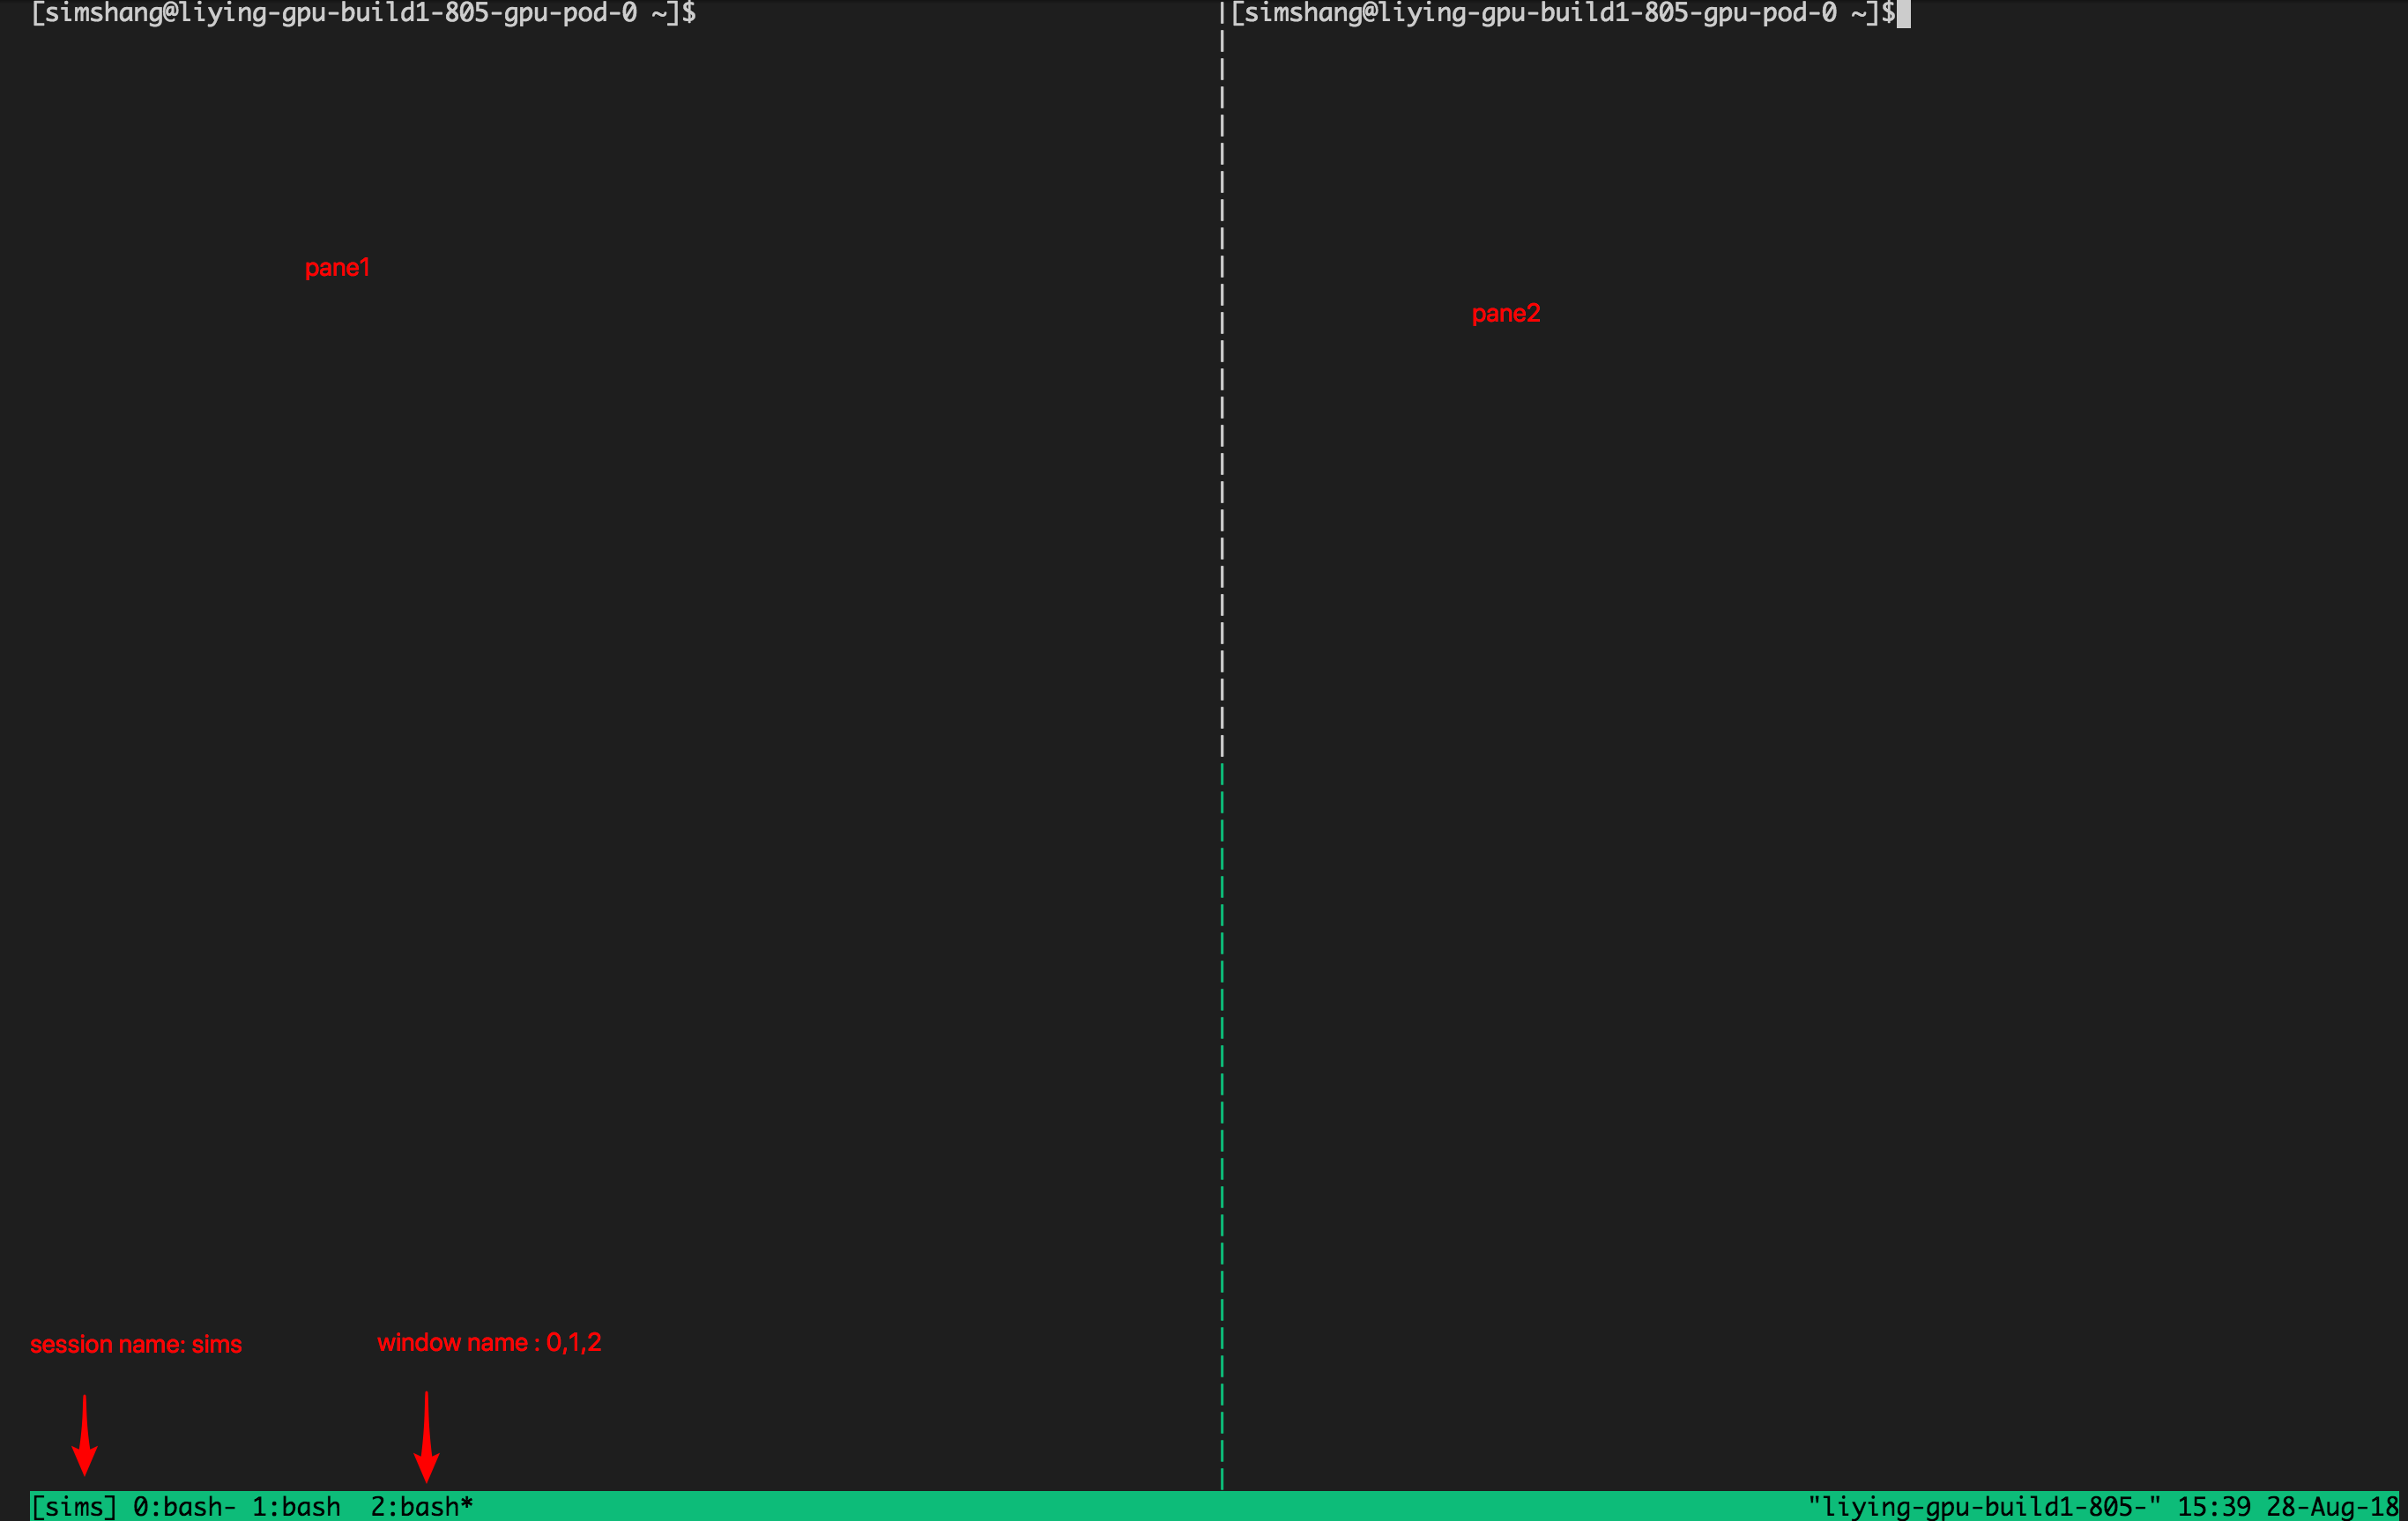 [simshang@liying-gpu-build1-805-gpu-pod-0 ~]$
[simshang@liying-gpu-build1-805-gpu-pod-0 ~]$
pane1
pane2
session name: sims
window name : 0,1,2
[sims] 0:bash- 1:bash  2:bash*
"liying-gpu-build1-805-" 15:39 28-Aug-18